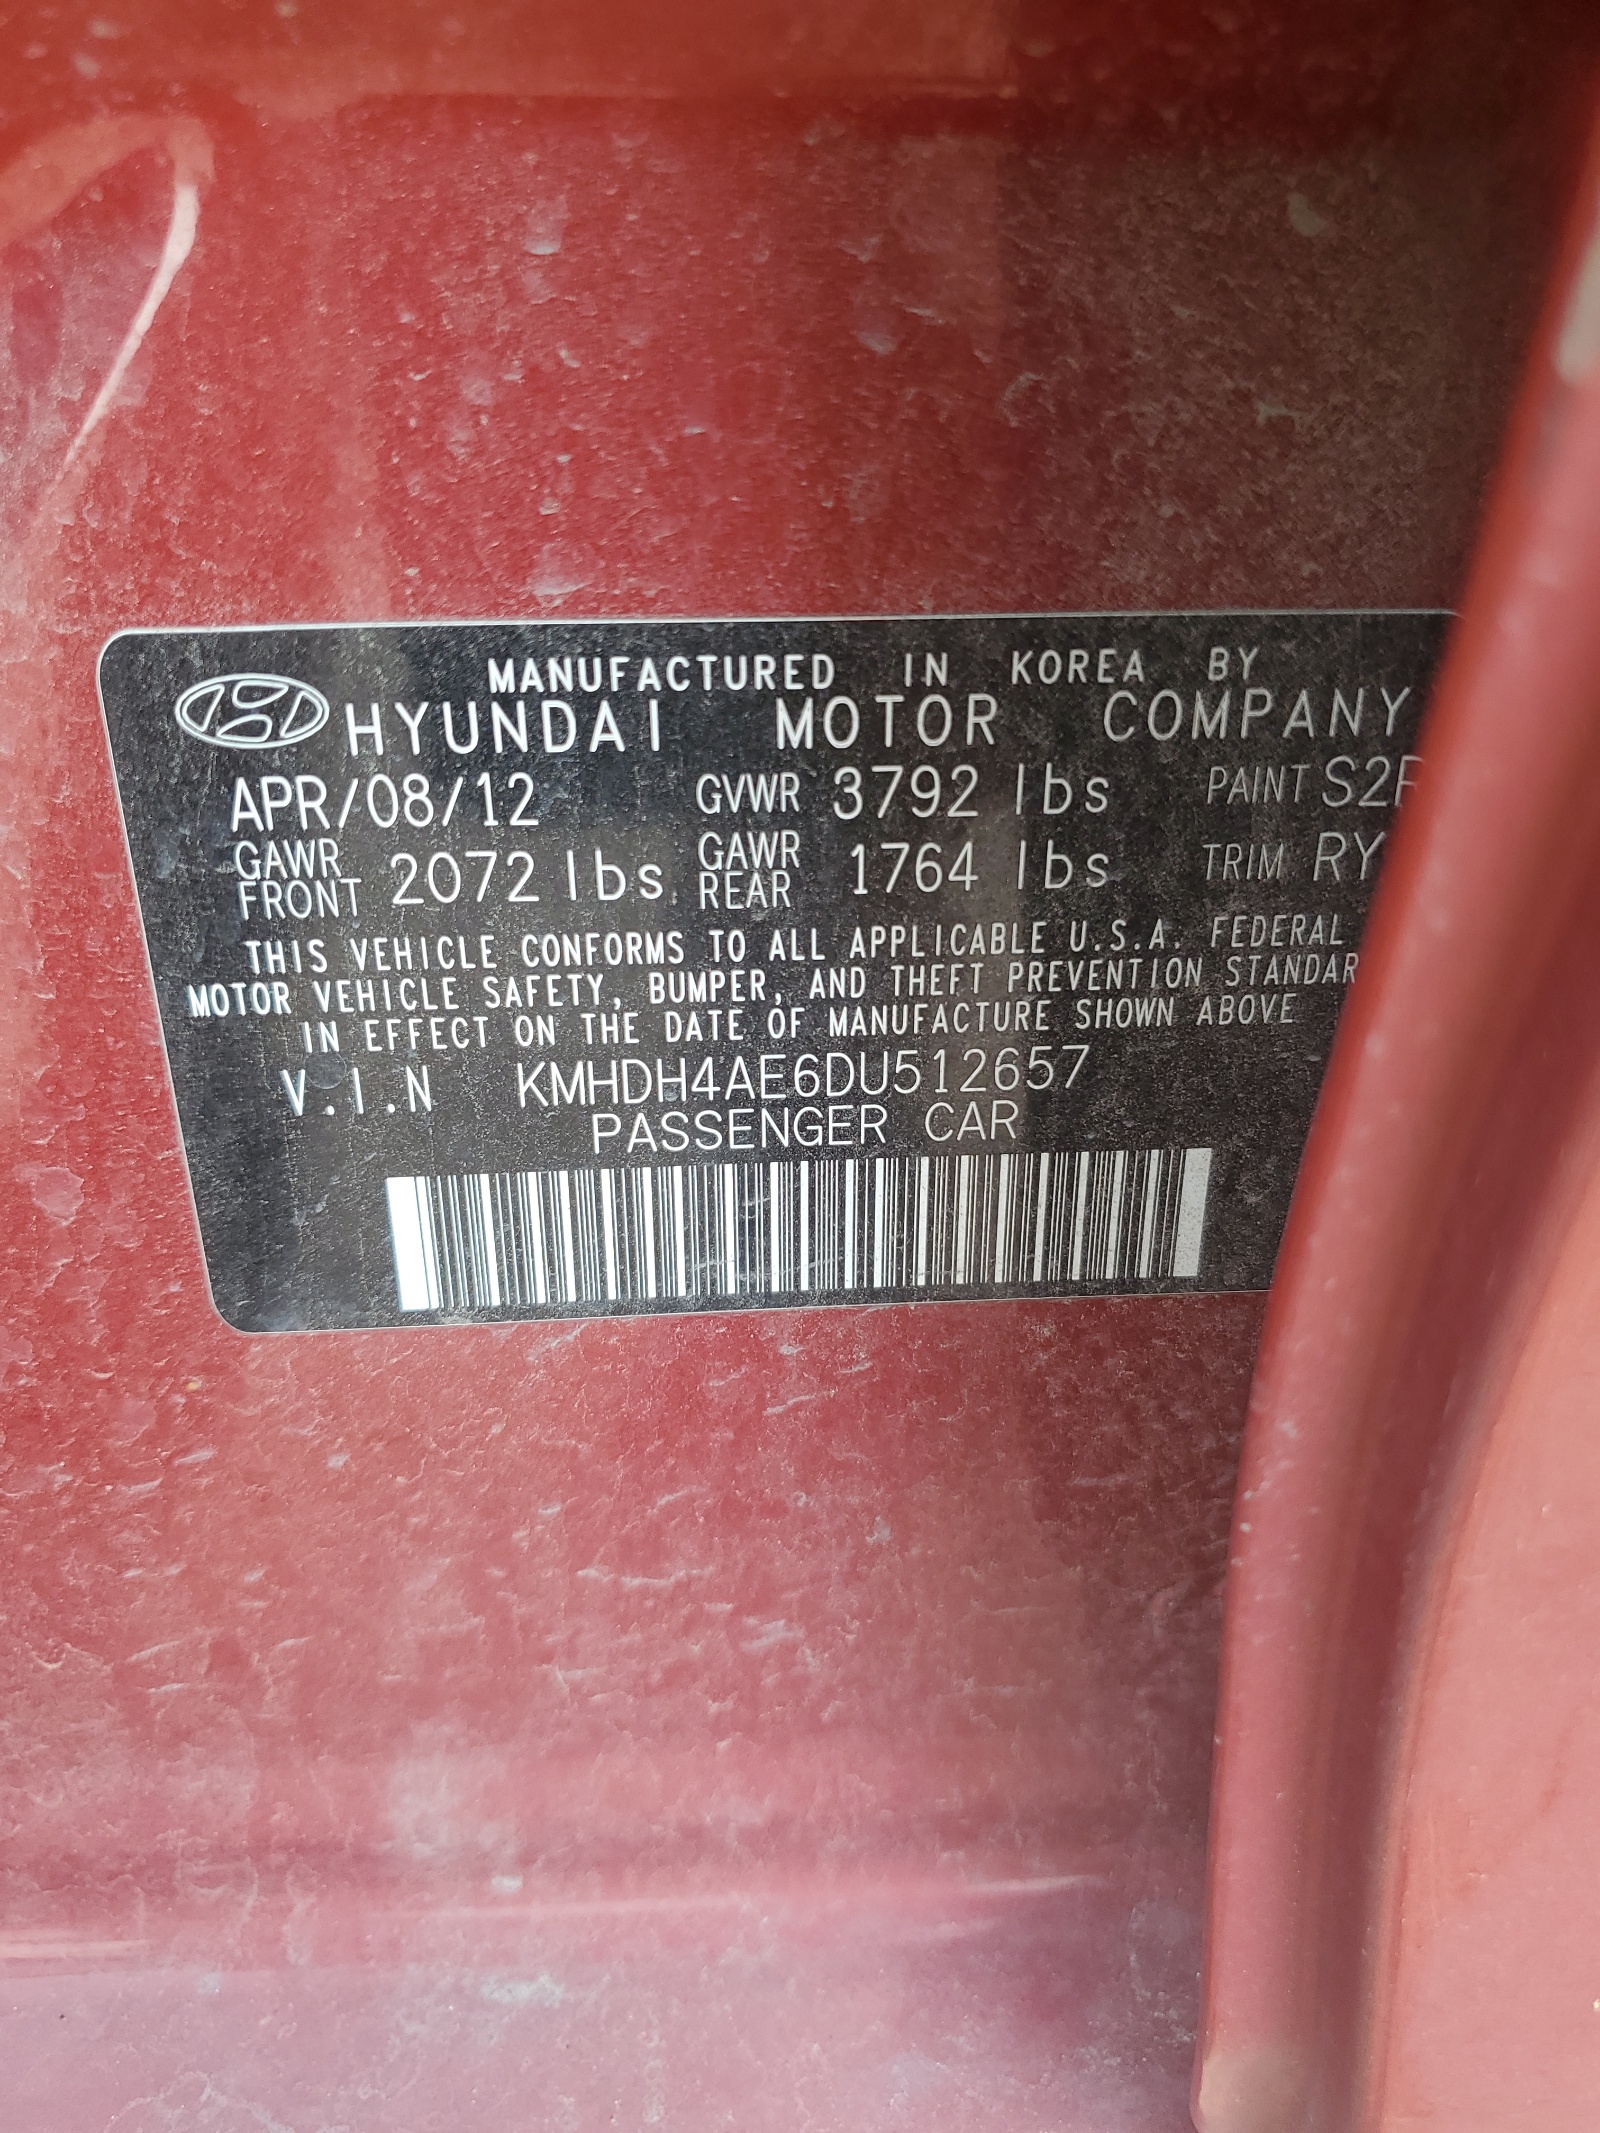 MANUFACTURED IN KOREA BY
HYUNDAI MOTOR COMPANY
APR/08/12 GVWR 3792 lbs PAINT
GAWR FRONT 2072 lbs GAWR REAR 1764 lbs TRIM RY
THIS VEHICLE CONFORMS TO ALL APPLICABLE U.S.A. FEDERAL
MOTOR VEHICLE SAFETY, BUMPER, AND THEFT PREVENTION STANDAR
IN EFFECT ON THE DATE OF MANUFACTURE SHOWN ABOVE
V.I.N KMHDH4AE6DU512657
PASSENGER CAR